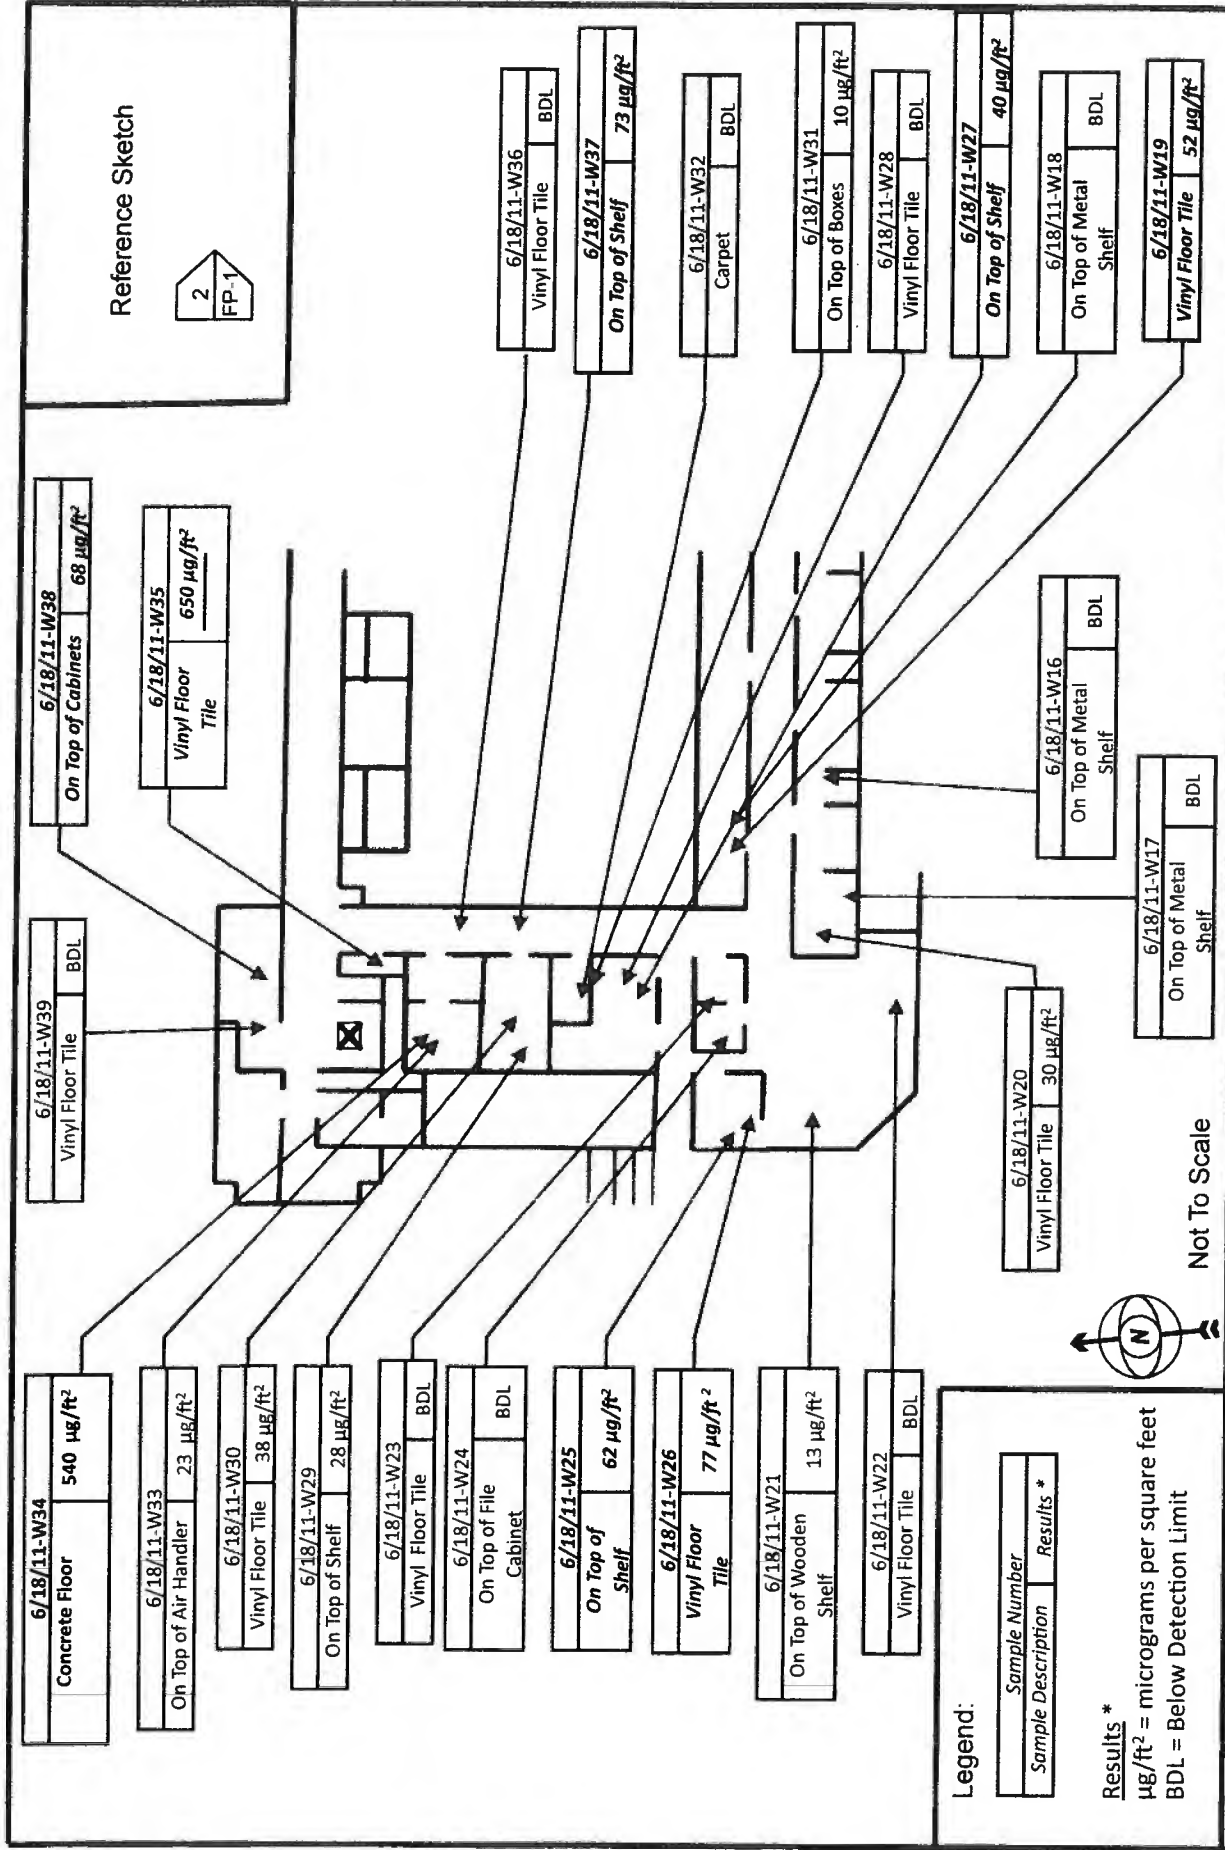 Reference Sketch
2
FP-1
6/18/11-W34
Concrete Floor 540 µg/ft²
6/18/11-W33
On Top of Air Handler 23 µg/ft²
6/18/11-W30
Vinyl Floor Tile 38 µg/ft²
6/18/11-W29
On Top of Shelf 28 µg/ft²
6/18/11-W23
Vinyl Floor Tile BDL
6/18/11-W24
On Top of File BDL
Cabinet
6/18/11-W25
On Top of 62 µg/ft²
Shelf
6/18/11-W26
Vinyl Floor 77 µg/ft²
Tile
6/18/11-W21
On Top of Wooden 13 µg/ft²
Shelf
6/18/11-W22
Vinyl Floor Tile BDL
6/18/11-W39
Vinyl Floor Tile BDL
6/18/11-W38
On Top of Cabinets 68 µg/ft²
6/18/11-W35
Vinyl Floor 650 µg/ft²
Tile
6/18/11-W36
Vinyl Floor Tile BDL
6/18/11-W37
On Top of Shelf 73 µg/ft²
6/18/11-W32
Carpet BDL
6/18/11-W31
On Top of Boxes 10 µg/ft²
6/18/11-W28
Vinyl Floor Tile BDL
6/18/11-W27
On Top of Shelf 40 µg/ft²
6/18/11-W18
On Top of Metal BDL
Shelf
6/18/11-W19
Vinyl Floor Tile 52 µg/ft²
6/18/11-W16
On Top of Metal BDL
Shelf
6/18/11-W17
On Top of Metal BDL
Shelf
6/18/11-W20
Vinyl Floor Tile 30 µg/ft²
N
Not To Scale
Legend:
Sample Number
Sample Description Results *
Results *
µg/ft² = micrograms per square feet
BDL = Below Detection Limit